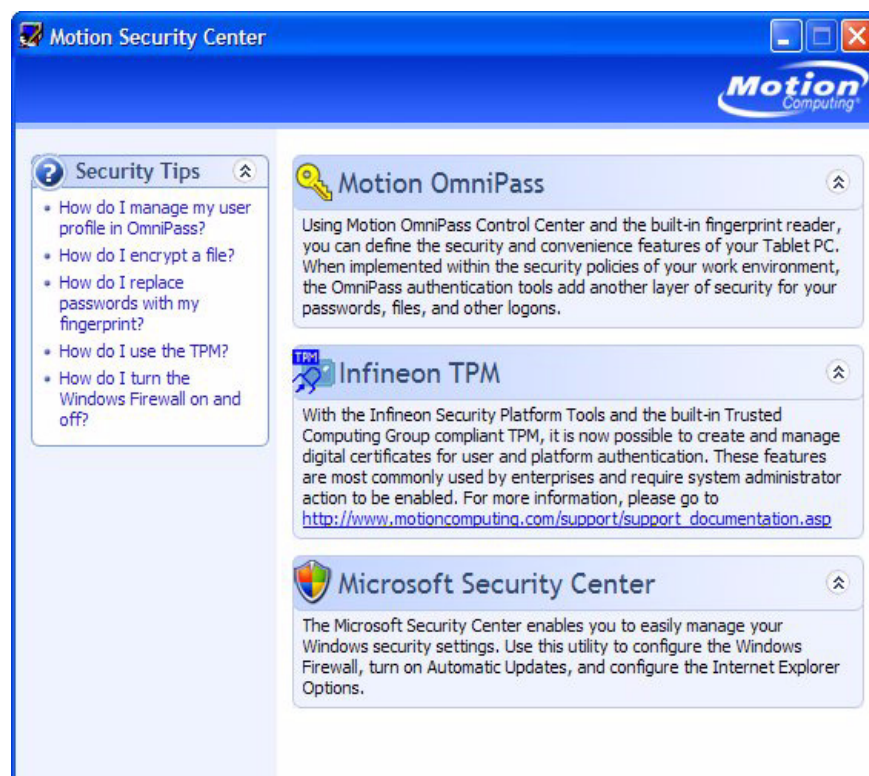 Motion Security Center
Motion
Computing®
Security Tips
How do I manage my user
profile in OmniPass?
How do I encrypt a file?
How do I replace
passwords with my
fingerprint?
How do I use the TPM?
How do I turn the
Windows Firewall on and
off?
Motion OmniPass
Using Motion OmniPass Control Center and the built-in fingerprint reader,
you can define the security and convenience features of your Tablet PC.
When implemented within the security policies of your work environment,
the OmniPass authentication tools add another layer of security for your
passwords, files, and other logons.
TPM
Infineon TPM
With the Infineon Security Platform Tools and the built-in Trusted
Computing Group compliant TPM, it is now possible to create and manage
digital certificates for user and platform authentication. These features
are most commonly used by enterprises and require system administrator
action to be enabled. For more information, please go to
http://www.motioncomputing.com/support/support_documentation.asp
Microsoft Security Center
The Microsoft Security Center enables you to easily manage your
Windows security settings. Use this utility to configure the Windows
Firewall, turn on Automatic Updates, and configure the Internet Explorer
Options.